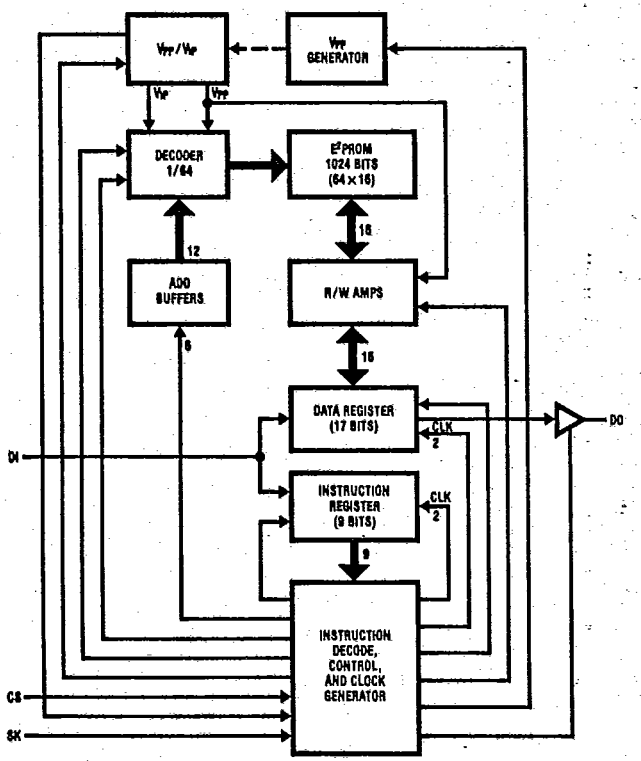 VPP/VIP
VPP
GENERATOR
VIP
VPP
DECODER
1/64
E²PROM
1024 BITS
(64×16)
12
16
ADD
BUFFERS
R/W AMPS
6
16
DATA REGISTER
(17 BITS)
CLK
2
DO
DI
INSTRUCTION
REGISTER
(9 BITS)
CLK
2
9
INSTRUCTION
DECODE,
CONTROL,
AND CLOCK
GENERATOR
CS
SK